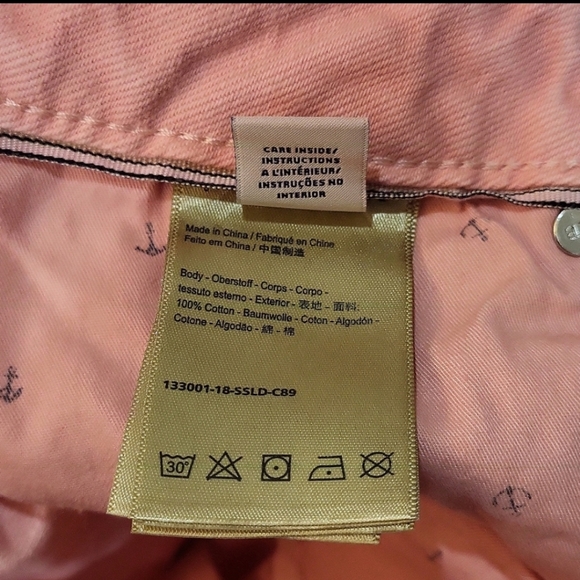 CARE INSIDE/
INSTRUCTIONS
A L'INTÉRIEUR/
INSTRUÇÕES NO
INTERIOR
Made in China / Fabriqué en Chine
Feito em China / 中国制造
Body - Oberstoff - Corps - Corpo -
tessuto esterno - Exterior - 表地 - 面料:
100% Cotton - Baumwolle - Coton - Algodón -
Cotone - Algodão - 綿 - 棉
133001-18-SSLD-C89
30°